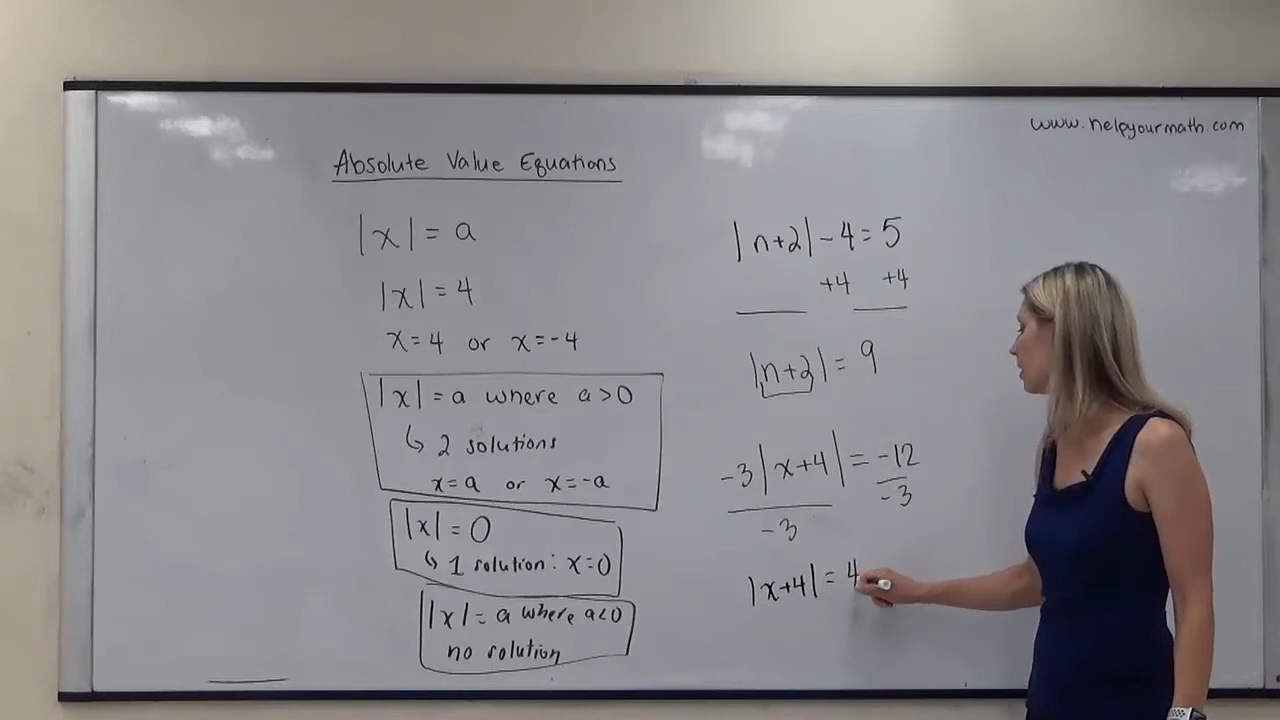 www.helpyourmath.com
Absolute Value Equations
|x| = a
|x| = 4
x = 4 or x = -4
|x| = a where a > 0
↳ 2 solutions
x = a or x = -a
|x| = 0
↳ 1 solution: x = 0
|x| = a where a < 0
no solution
|n+2| - 4 = 5
+4 +4
|n+2| = 9
-3|x+4| = -12
-3 -3
|x+4| = 4